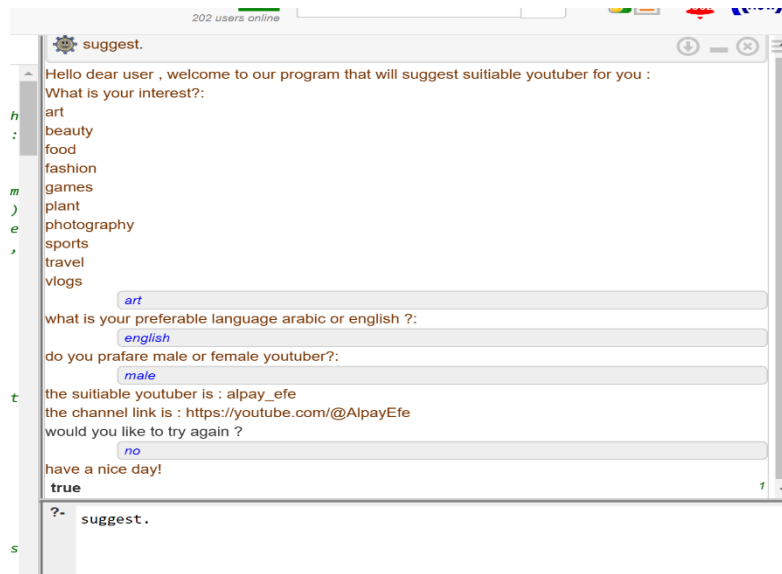 202 users online
suggest.
Hello dear user , welcome to our program that will suggest suitiable youtuber for you :
What is your interest?:
art
beauty
food
fashion
games
plant
photography
sports
travel
vlogs
art
what is your preferable language arabic or english ?:
english
do you prafare male or female youtuber?:
male
the suitiable youtuber is : alpay_efe
the channel link is : https://youtube.com/@AlpayEfe
would you like to try again ?
no
have a nice day!
true 1
?- suggest.
h
:
m
)
e
,
t
s